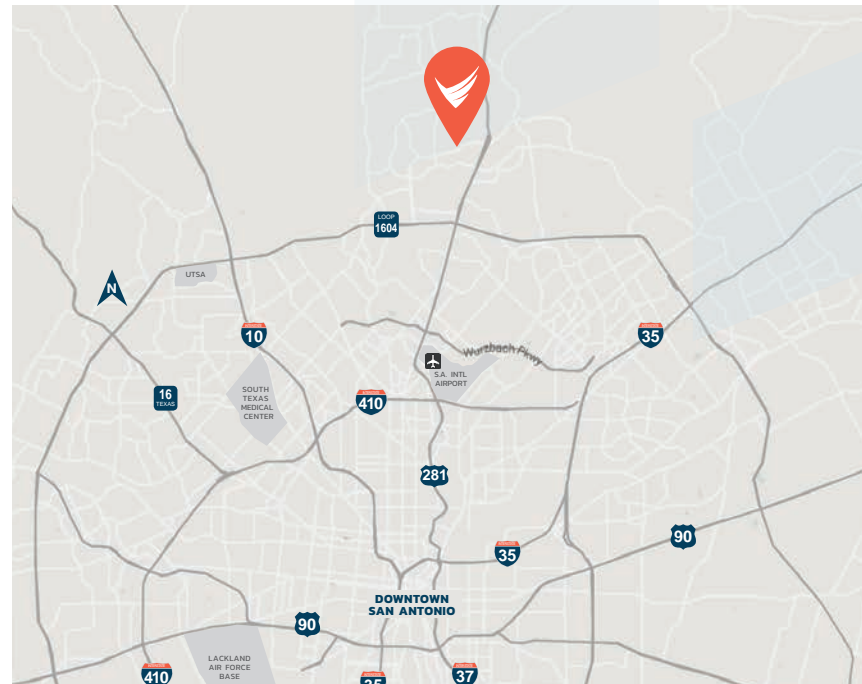 LOOP
1604
UTSA
N
10
35
Wurzbach Pkwy
S.A. INTL
AIRPORT
SOUTH
TEXAS
MEDICAL
CENTER
16
TEXAS
410
281
90
35
DOWNTOWN
SAN ANTONIO
90
LACKLAND
AIR FORCE
BASE
410
35
37